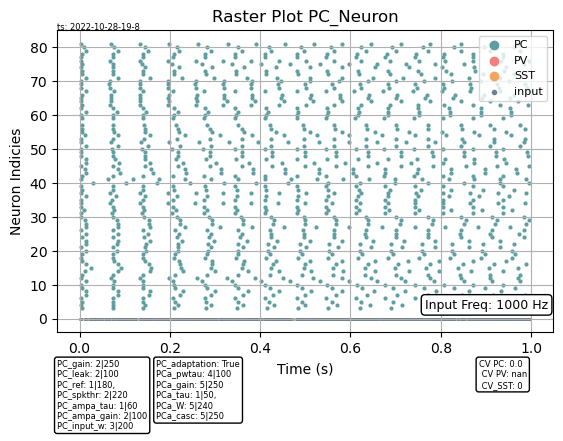 Raster Plot PC_Neuron
ts: 2022-10-28-19-8
PC
PV
SST
input
Neuron Indicies
80
70
60
50
40
30
20
10
0
Input Freq: 1000 Hz
0.0 0.2 0.4 0.6 0.8 1.0
Time (s)
PC_gain: 2|250
PC_leak: 2|100
PC_ref: 1|180,
PC_spkthr: 2|220
PC_ampa_tau: 1|60
PC_ampa_gain: 2|100
PC_input_w: 3|200
PC_adaptation: True
PCa_pwtau: 4|100
PCa_gain: 5|250
PCa_tau: 1|50,
PCa_W: 5|240
PCa_casc: 5|250
CV PC: 0.0
CV PV: nan
CV_SST: 0